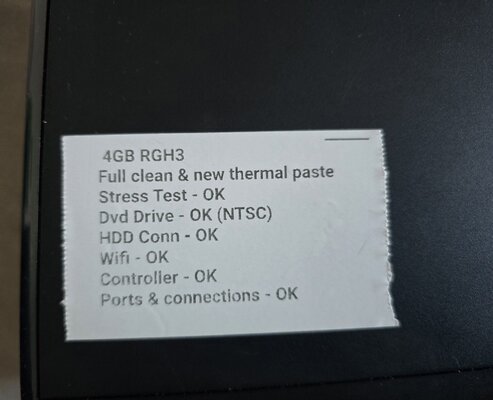 4GB RGH3
Full clean & new thermal paste
Stress Test - OK
Dvd Drive - OK (NTSC)
HDD Conn - OK
Wifi - OK
Controller - OK
Ports & connections - OK